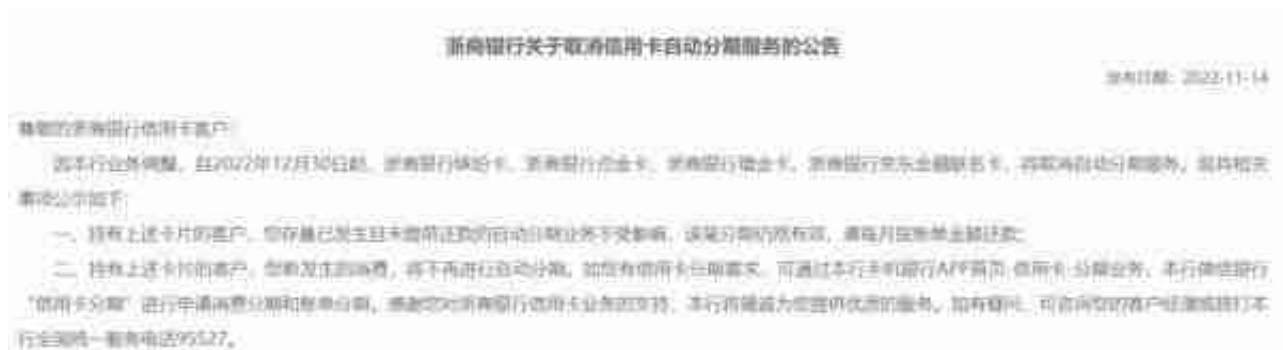 浙商银行关于取消信用卡自动分期服务的公告
发布日期：2022-11-14
尊敬的浙商银行信用卡客户：
因本行业务调整，自2022年12月30日起，浙商银行 卡、浙商银行 金卡、浙商银行 金卡、浙商银行京东金融联名卡，将取消自动分期服务，现将相关
事项公示如下：
一、持有上述卡片的客户，您存量已发生且未提前还款的自动分期业务不受影响，该笔分期仍然有效，请每月按账单金额还款；
二、持有上述卡片的客户，您新发生的消费，将不再进行自动分期。如您有信用卡分期需求，可通过本行手机银行APP首页-信用卡-分期业务、本行微信银行
“信用卡分期”进行申请消费分期和账单分期。感谢您对浙商银行信用卡业务的支持，本行将竭诚为您提供优质的服务。如有疑问，可咨询您的客户经理或拨打本
行全国统一服务电话95527。